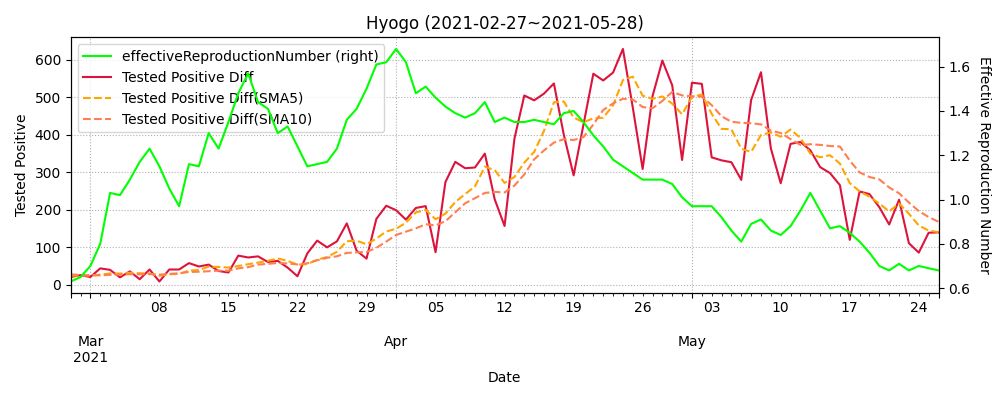 Hyogo (2021-02-27~2021-05-28)
effectiveReproductionNumber (right)
Tested Positive Diff
Tested Positive Diff(SMA5)
Tested Positive Diff(SMA10)
Tested Positive
600
500
400
300
200
100
0
Effective Reproduction Number
1.6
1.4
1.2
1.0
0.8
0.6
08 15 22 29 05 12 19 26 03 10 17 24
Mar Apr May
2021
Date